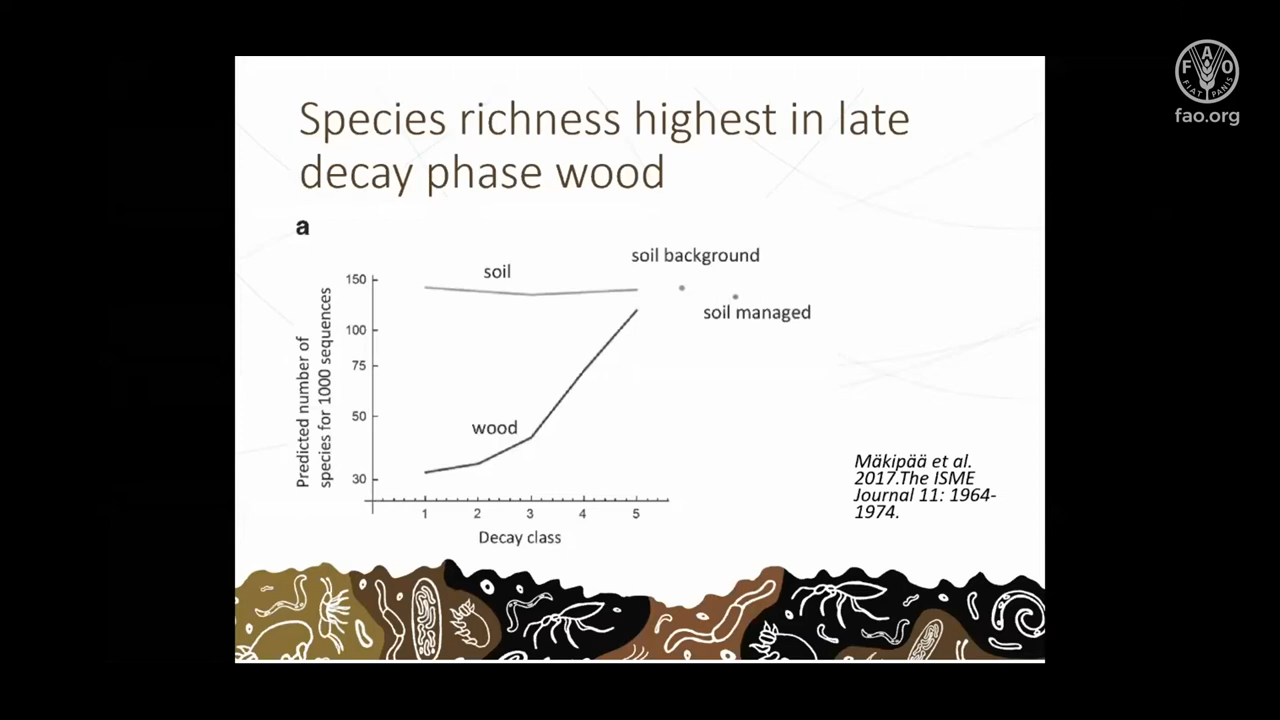 FAO
FIAT PANIS
fao.org
Species richness highest in late
decay phase wood
a
soil background
soil
soil managed
wood
150
100
75
50
30
Predicted number of
species for 1000 sequences
1 2 3 4 5
Decay class
Mäkipää et al.
2017.The ISME
Journal 11: 1964-
1974.